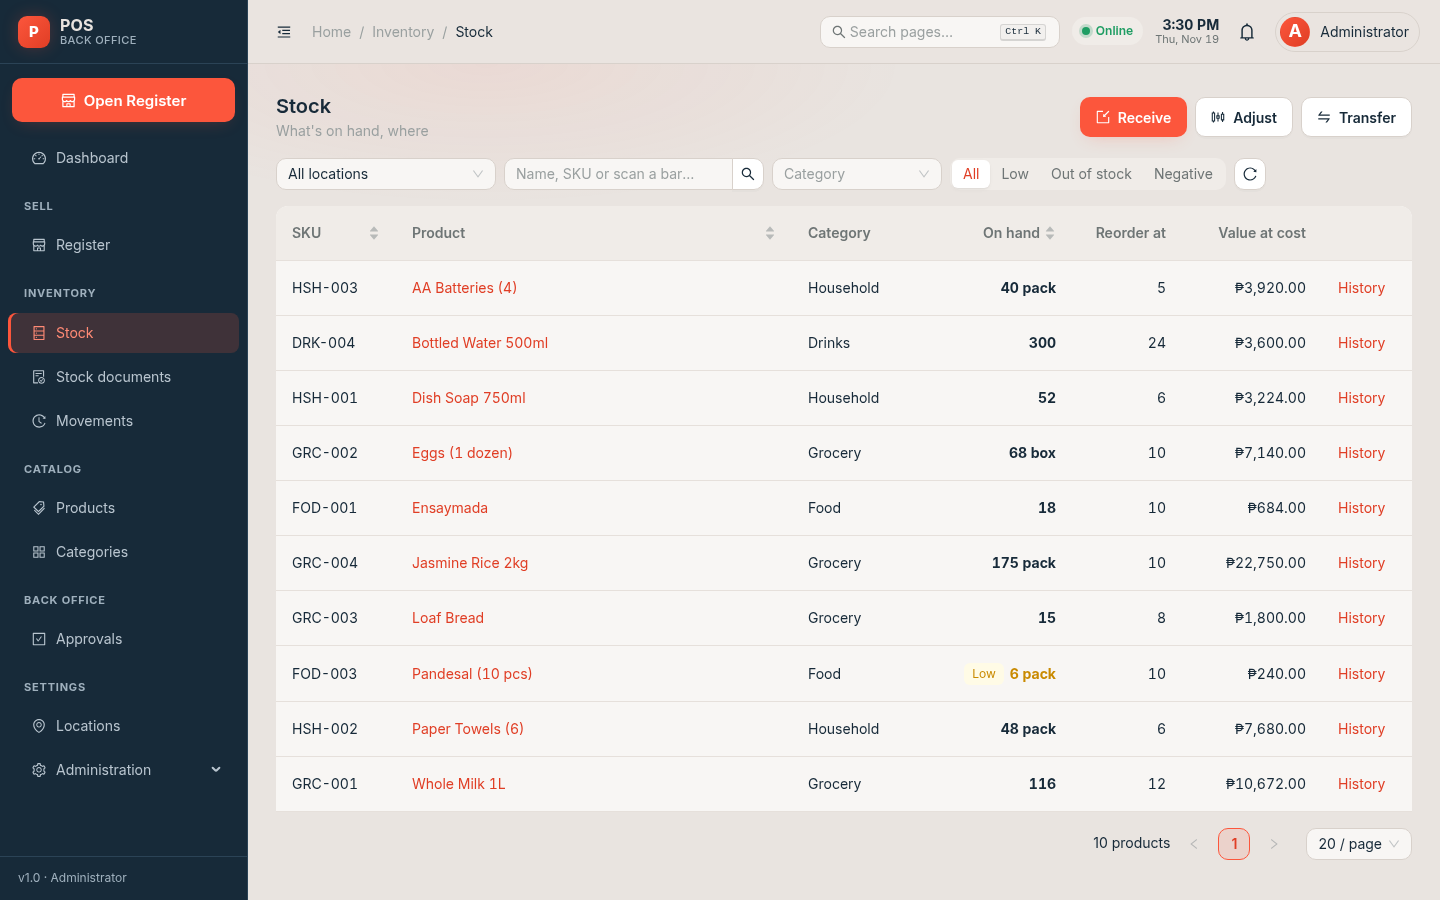 P
POS
BACK OFFICE
Open Register
Dashboard
SELL
Register
INVENTORY
Stock
Stock documents
Movements
CATALOG
Products
Categories
BACK OFFICE
Approvals
SETTINGS
Locations
Administration
v1.0 · Administrator
Home / Inventory / Stock
Search pages... Ctrl K
Online
3:30 PM
Thu, Nov 19
A Administrator
Stock
What's on hand, where
Receive Adjust Transfer
All locations Name, SKU or scan a bar... Category All Low Out of stock Negative
SKU Product Category On hand Reorder at Value at cost
HSH-003 AA Batteries (4) Household 40 pack 5 ₱3,920.00 History
DRK-004 Bottled Water 500ml Drinks 300 24 ₱3,600.00 History
HSH-001 Dish Soap 750ml Household 52 6 ₱3,224.00 History
GRC-002 Eggs (1 dozen) Grocery 68 box 10 ₱7,140.00 History
FOD-001 Ensaymada Food 18 10 ₱684.00 History
GRC-004 Jasmine Rice 2kg Grocery 175 pack 10 ₱22,750.00 History
GRC-003 Loaf Bread Grocery 15 8 ₱1,800.00 History
FOD-003 Pandesal (10 pcs) Food Low 6 pack 10 ₱240.00 History
HSH-002 Paper Towels (6) Household 48 pack 6 ₱7,680.00 History
GRC-001 Whole Milk 1L Grocery 116 12 ₱10,672.00 History
10 products 1 20 / page